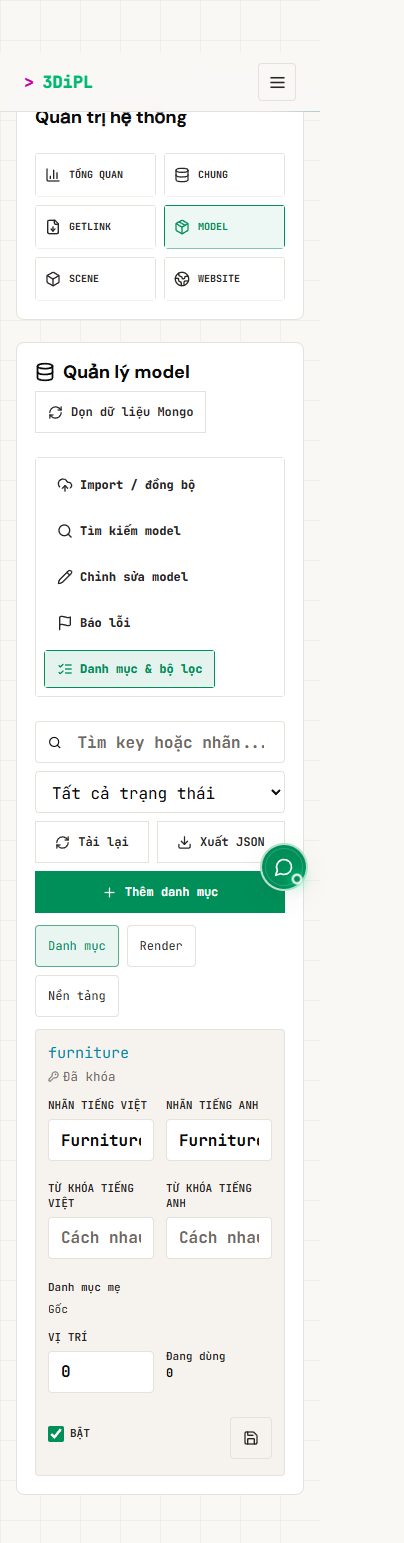 > 3DiPL
Quản trị hệ thống
TỔNG QUAN
CHUNG
GETLINK
MODEL
SCENE
WEBSITE
Quản lý model
Dọn dữ liệu Mongo
Import / đồng bộ
Tìm kiếm model
Chỉnh sửa model
Báo lỗi
Danh mục & bộ lọc
Tìm key hoặc nhãn...
Tất cả trạng thái
Tải lại
Xuất JSON
Thêm danh mục
Danh mục
Render
Nền tảng
furniture
Đã khóa
NHÃN TIẾNG VIỆT
NHÃN TIẾNG ANH
Furniture
Furniture
TỪ KHÓA TIẾNG
VIỆT
TỪ KHÓA TIẾNG
ANH
Cách nhau
Cách nhau
Danh mục mẹ
Gốc
VỊ TRÍ
0
Đang dùng
0
BẬT